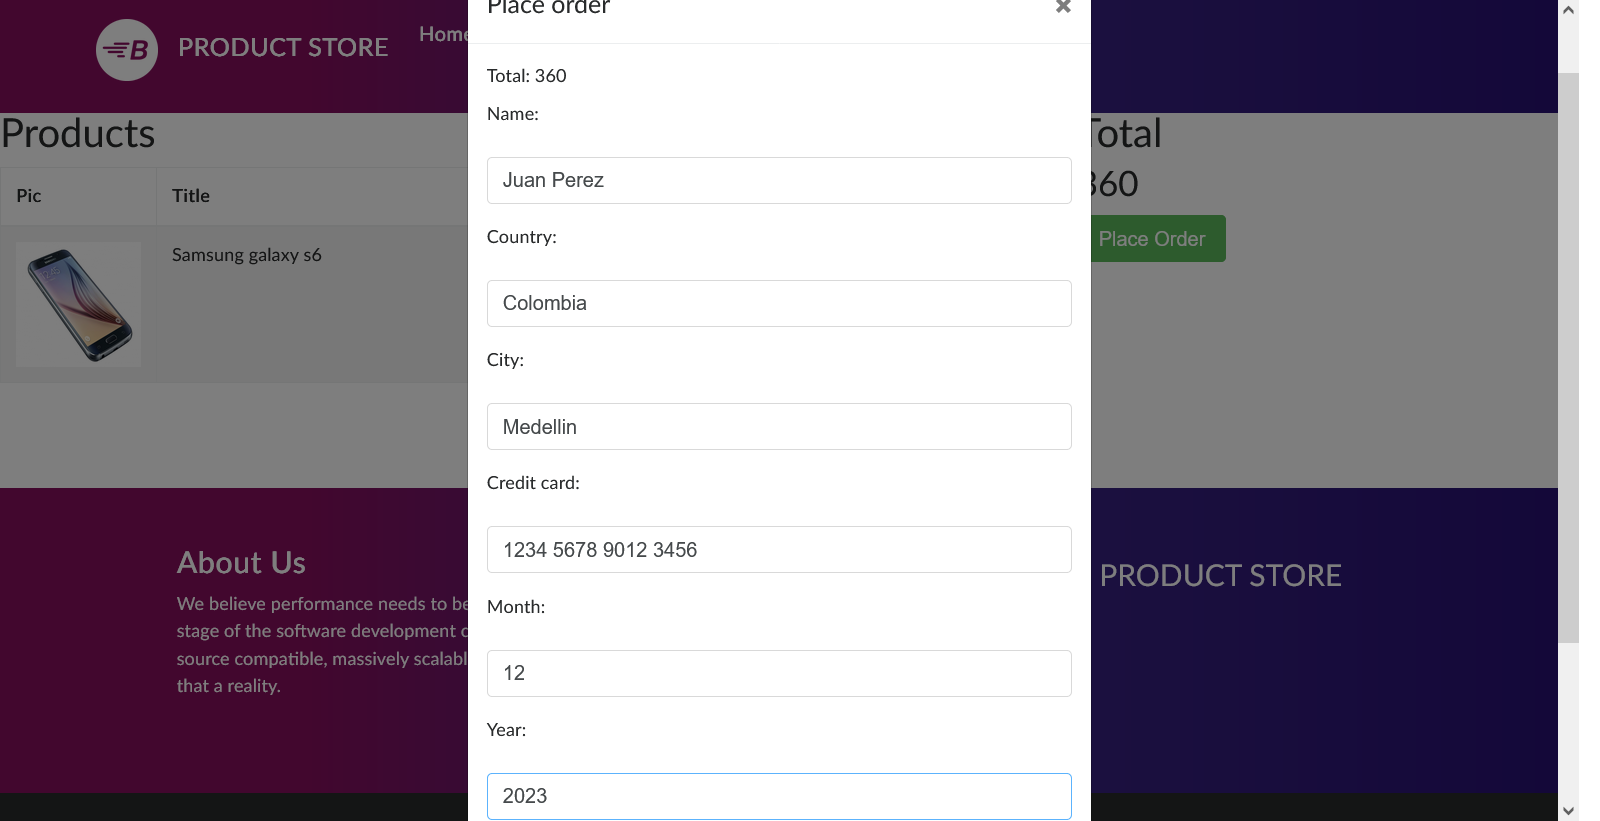 Place order
B
PRODUCT STORE
Home
Total: 360
Name:
Juan Perez
Country:
Colombia
City:
Medellin
Credit card:
1234 5678 9012 3456
Month:
12
Year:
2023
Products
Pic
Title
Samsung galaxy s6
Total
360
Place Order
About Us
We believe performance needs to be
stage of the software development
source compatible, massively
that a reality.
PRODUCT STORE